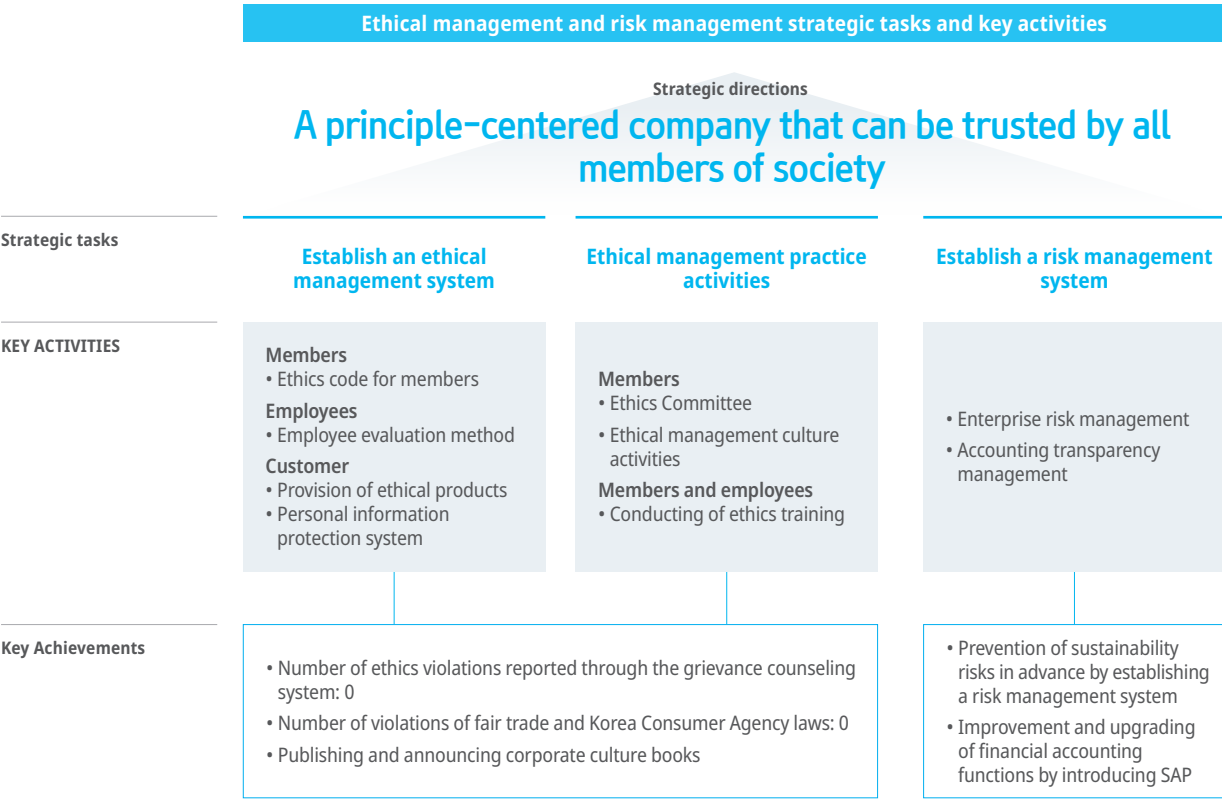 Ethical management and risk management strategic tasks and key activities
Strategic directions
A principle-centered company that can be trusted by all
members of society
Strategic tasks
Establish an ethical
management system
Ethical management practice
activities
Establish a risk management
system
KEY ACTIVITIES
Members
• Ethics code for members
Employees
• Employee evaluation method
Customer
• Provision of ethical products
• Personal information
protection system
Members
• Ethics Committee
• Ethical management culture
activities
Members and employees
• Conducting of ethics training
• Enterprise risk management
• Accounting transparency
management
Key Achievements
• Number of ethics violations reported through the grievance counseling
system: 0
• Number of violations of fair trade and Korea Consumer Agency laws: 0
• Publishing and announcing corporate culture books
• Prevention of sustainability
risks in advance by establishing
a risk management system
• Improvement and upgrading
of financial accounting
functions by introducing SAP